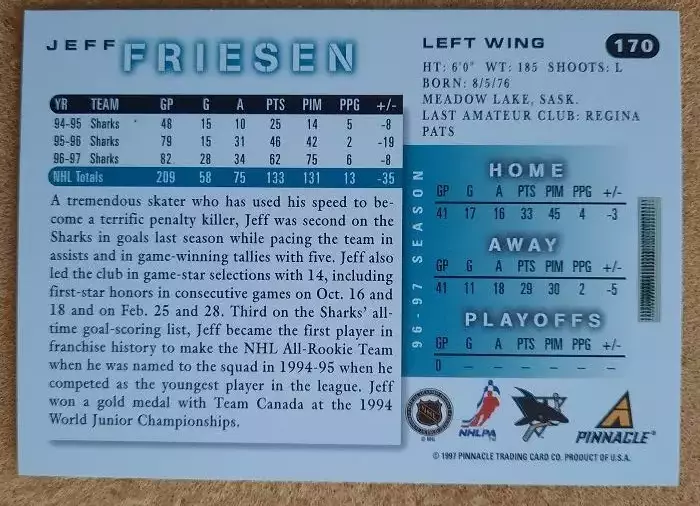 JEFF FRIESEN
YR TEAM GP G A PTS PIM PPG +/-
94-95 Sharks 48 15 10 25 14 5 -8
95-96 Sharks 79 15 31 46 42 2 -19
96-97 Sharks 82 28 34 62 75 6 -8
NHL Totals 209 58 75 133 131 13 -35
A tremendous skater who has used his speed to be-
come a terrific penalty killer, Jeff was second on the
Sharks in goals last season while pacing the team in
assists and in game-winning tallies with five. Jeff also
led the club in game-star selections with 14, including
first-star honors in consecutive games on Oct. 16 and
18 and on Feb. 25 and 28. Third on the Sharks' all-
time goal-scoring list, Jeff became the first player in
franchise history to make the NHL All-Rookie Team
when he was named to the squad in 1994-95 when he
competed as the youngest player in the league. Jeff
won a gold medal with Team Canada at the 1994
World Junior Championships.
LEFT WING 170
HT: 6'0" WT: 185 SHOOTS: L
BORN: 8/5/76
MEADOW LAKE, SASK.
LAST AMATEUR CLUB: REGINA
PATS
96-97 SEASON
HOME
GP G A PTS PIM PPG +/-
41 17 16 33 45 4 -3
AWAY
GP G A PTS PIM PPG +/-
41 11 18 29 30 2 -5
PLAYOFFS
GP G A PTS PIM PPG +/-
0 – – – – – –
NHL
© NHL
NHLPA
PINNACLE
© 1997 PINNACLE TRADING CARD CO. PRODUCT OF U.S.A.